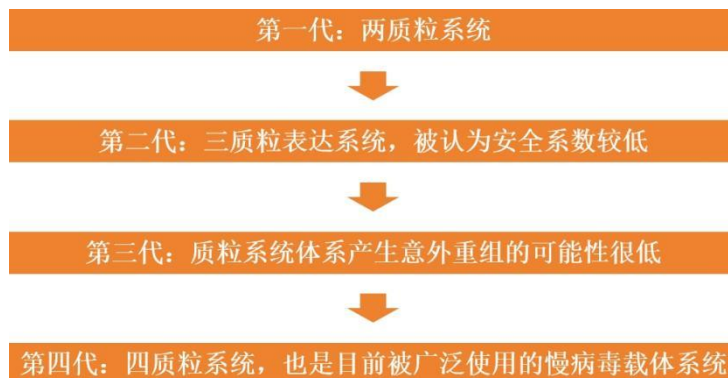 第一代：两质粒系统
第二代：三质粒表达系统，被认为安全系数较低
第三代：质粒系统体系产生意外重组的可能性很低
第四代：四质粒系统，也是目前被广泛使用的慢病毒载体系统